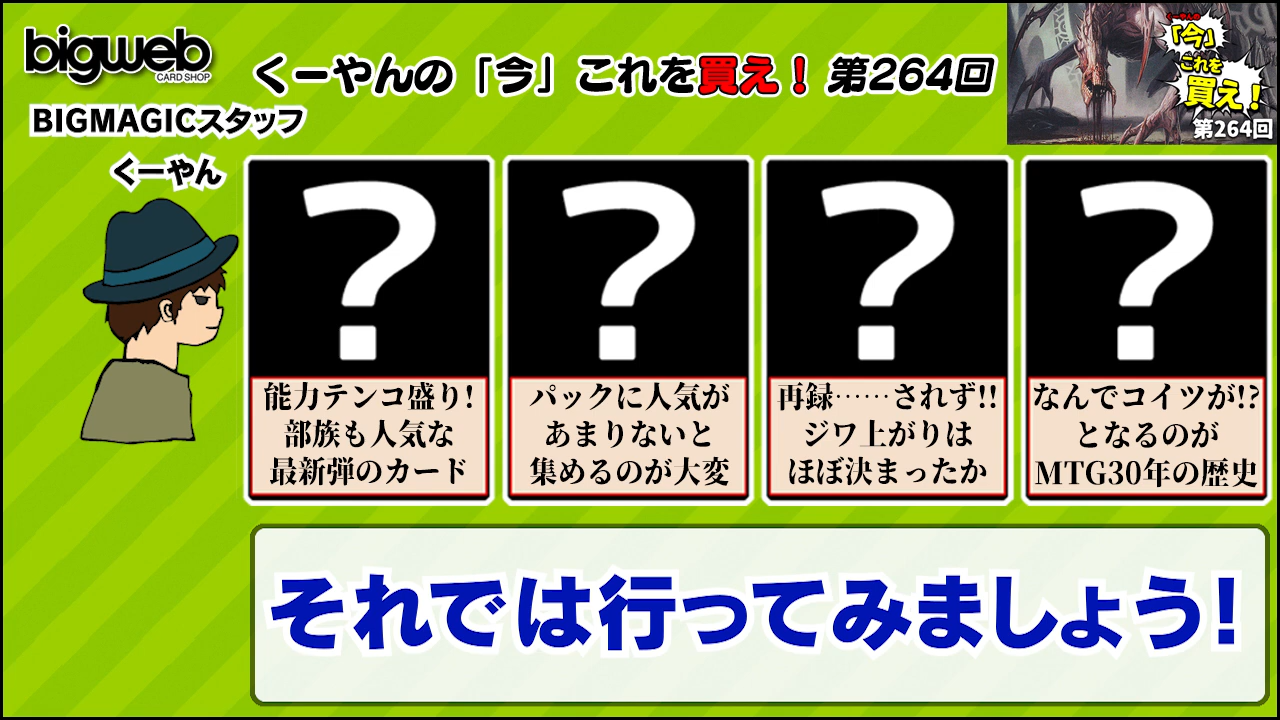 bigweb
CARD SHOP
くーやんの「今」これを買え！ 第264回
くーやんの
「今」
これを
買え！
第264回
BIGMAGICスタッフ
くーやん
?
能力テンコ盛り!
部族も人気な
最新弾のカード
?
パックに人気が
あまりないと
集めるのが大変
?
再録……されず!!
ジワ上がりは
ほぼ決まったか
?
なんでコイツが!?
となるのが
MTG30年の歴史
それでは行ってみましょう!